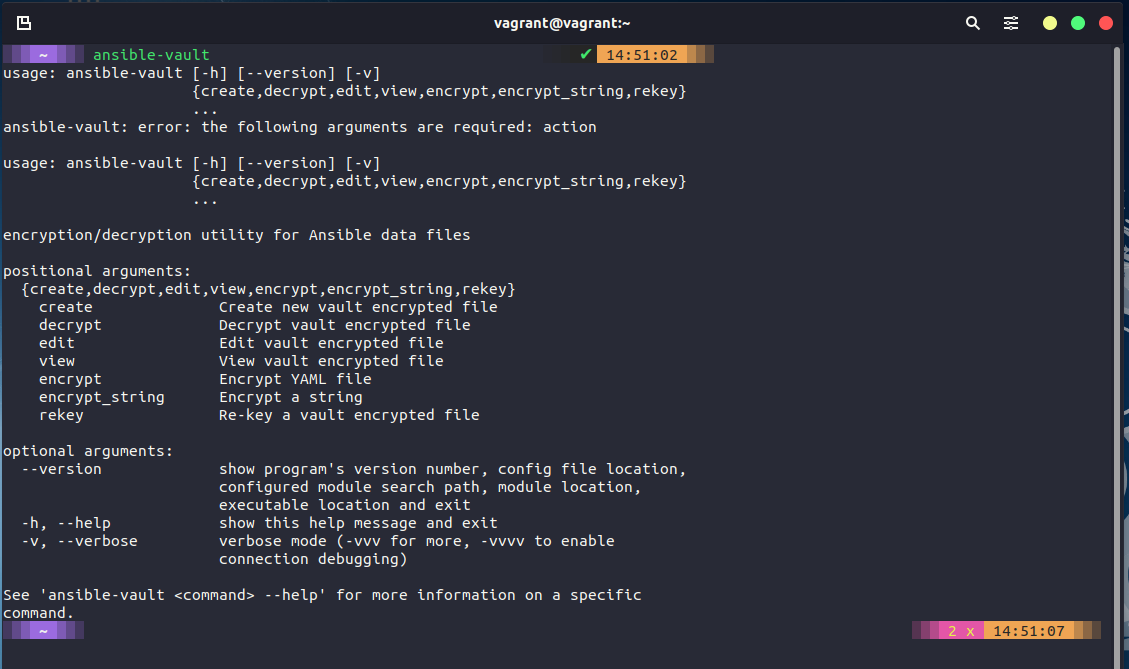 vagrant@vagrant:~
~ ansible-vault ✔ 14:51:02
usage: ansible-vault [-h] [--version] [-v]
                     {create,decrypt,edit,view,encrypt,encrypt_string,rekey}
                     ...
ansible-vault: error: the following arguments are required: action

usage: ansible-vault [-h] [--version] [-v]
                     {create,decrypt,edit,view,encrypt,encrypt_string,rekey}
                     ...

encryption/decryption utility for Ansible data files

positional arguments:
  {create,decrypt,edit,view,encrypt,encrypt_string,rekey}
    create              Create new vault encrypted file
    decrypt             Decrypt vault encrypted file
    edit                Edit vault encrypted file
    view                View vault encrypted file
    encrypt             Encrypt YAML file
    encrypt_string      Encrypt a string
    rekey               Re-key a vault encrypted file

optional arguments:
  --version             show program's version number, config file location,
                        configured module search path, module location,
                        executable location and exit
  -h, --help            show this help message and exit
  -v, --verbose         verbose mode (-vvv for more, -vvvv to enable
                        connection debugging)

See 'ansible-vault <command> --help' for more information on a specific
command.
~ 2 x 14:51:07